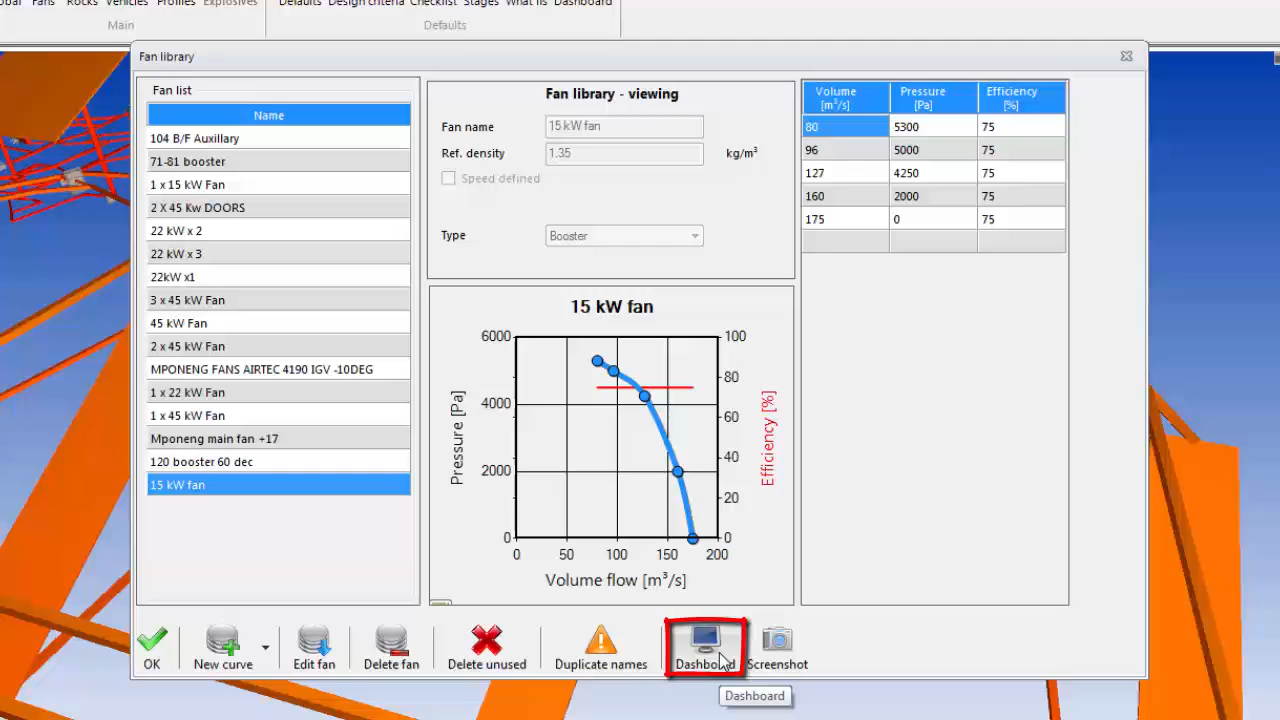 obal Fans Rocks Vehicles Profiles Explosives
Defaults Design criteria Checklist Stages What ifs Dashboard
Main
Defaults
Fan library
Fan list
Name
104 B/F Auxillary
71-81 booster
1 x 15 kW Fan
2 X 45 Kw DOORS
22 kW x 2
22 kW x 3
22kW x1
3 x 45 kW Fan
45 kW Fan
2 x 45 kW Fan
MPONENG FANS AIRTEC 4190 IGV -10DEG
1 x 22 kW Fan
1 x 45 kW Fan
Mponeng main fan +17
120 booster 60 dec
15 kW fan
Fan library - viewing
Fan name 15 kW fan
Ref. density 1.35 kg/m³
Speed defined
Type Booster
15 kW fan
6000
4000
2000
0
Pressure [Pa]
100
80
60
40
20
0
Efficiency [%]
0 50 100 150 200
Volume flow [m³/s]
Volume Pressure Efficiency
[m³/s] [Pa] [%]
80 5300 75
96 5000 75
127 4250 75
160 2000 75
175 0 75
OK New curve Edit fan Delete fan Delete unused Duplicate names Dashboard Screenshot
Dashboard